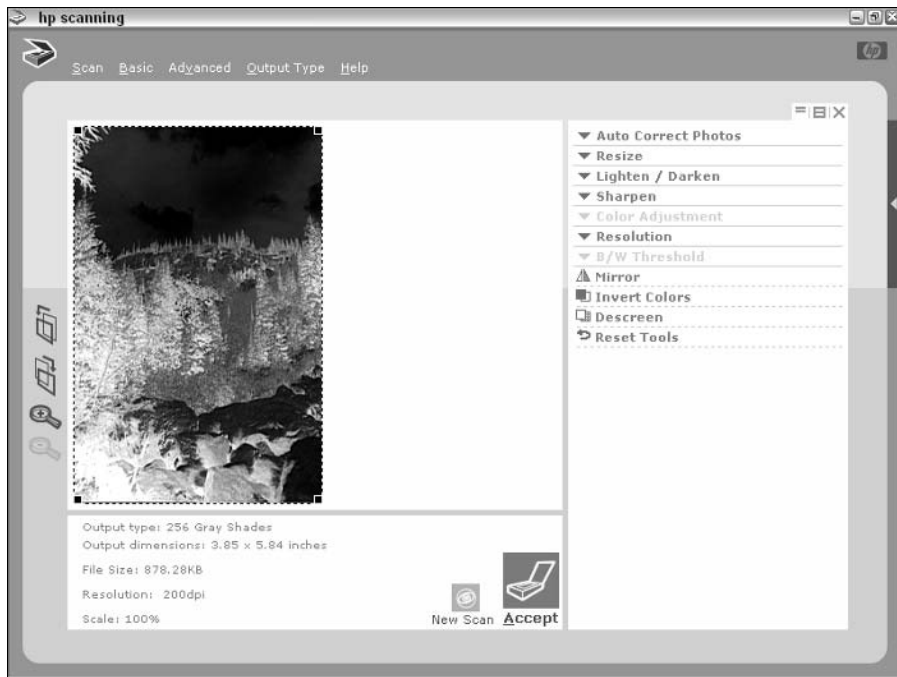 hp scanning
hp
Scan Basic Advanced Output Type Help
Auto Correct Photos
Resize
Lighten / Darken
Sharpen
Color Adjustment
Resolution
B/W Threshold
Mirror
Invert Colors
Descreen
Reset Tools
Output type: 256 Gray Shades
Output dimensions: 3.85 x 5.84 inches
File Size: 878.28KB
Resolution: 200dpi
Scale: 100%
New Scan Accept